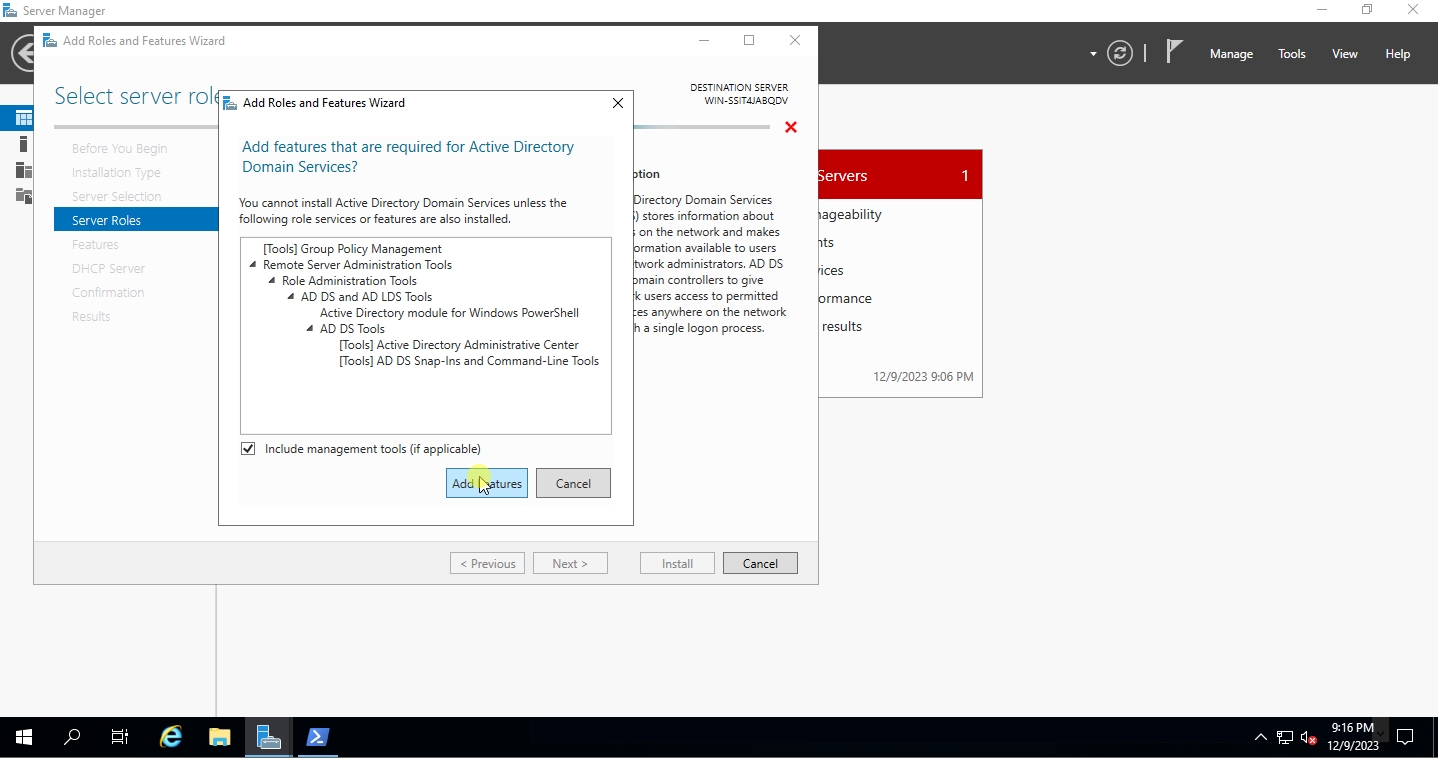 Server Manager
Add Roles and Features Wizard
Manage
Tools
View
Help
Select server role
DESTINATION SERVER
WIN-SSIT4JABQDV
Before You Begin
Installation Type
Server Selection
Server Roles
Features
DHCP Server
Confirmation
Results
Add Roles and Features Wizard
Add features that are required for Active Directory
Domain Services?
You cannot install Active Directory Domain Services unless the
following role services or features are also installed.
[Tools] Group Policy Management
Remote Server Administration Tools
Role Administration Tools
AD DS and AD LDS Tools
Active Directory module for Windows PowerShell
AD DS Tools
[Tools] Active Directory Administrative Center
[Tools] AD DS Snap-Ins and Command-Line Tools
Include management tools (if applicable)
Add Features
Cancel
Directory Domain Services
stores information about
on the network and makes
ormation available to users
twork administrators. AD DS
omain controllers to give
users access to permitted
anywhere on the network
h a single logon process.
Servers 1
nageability
nts
vices
ormance
results
12/9/2023 9:06 PM
< Previous
Next >
Install
Cancel
9:16 PM
12/9/2023